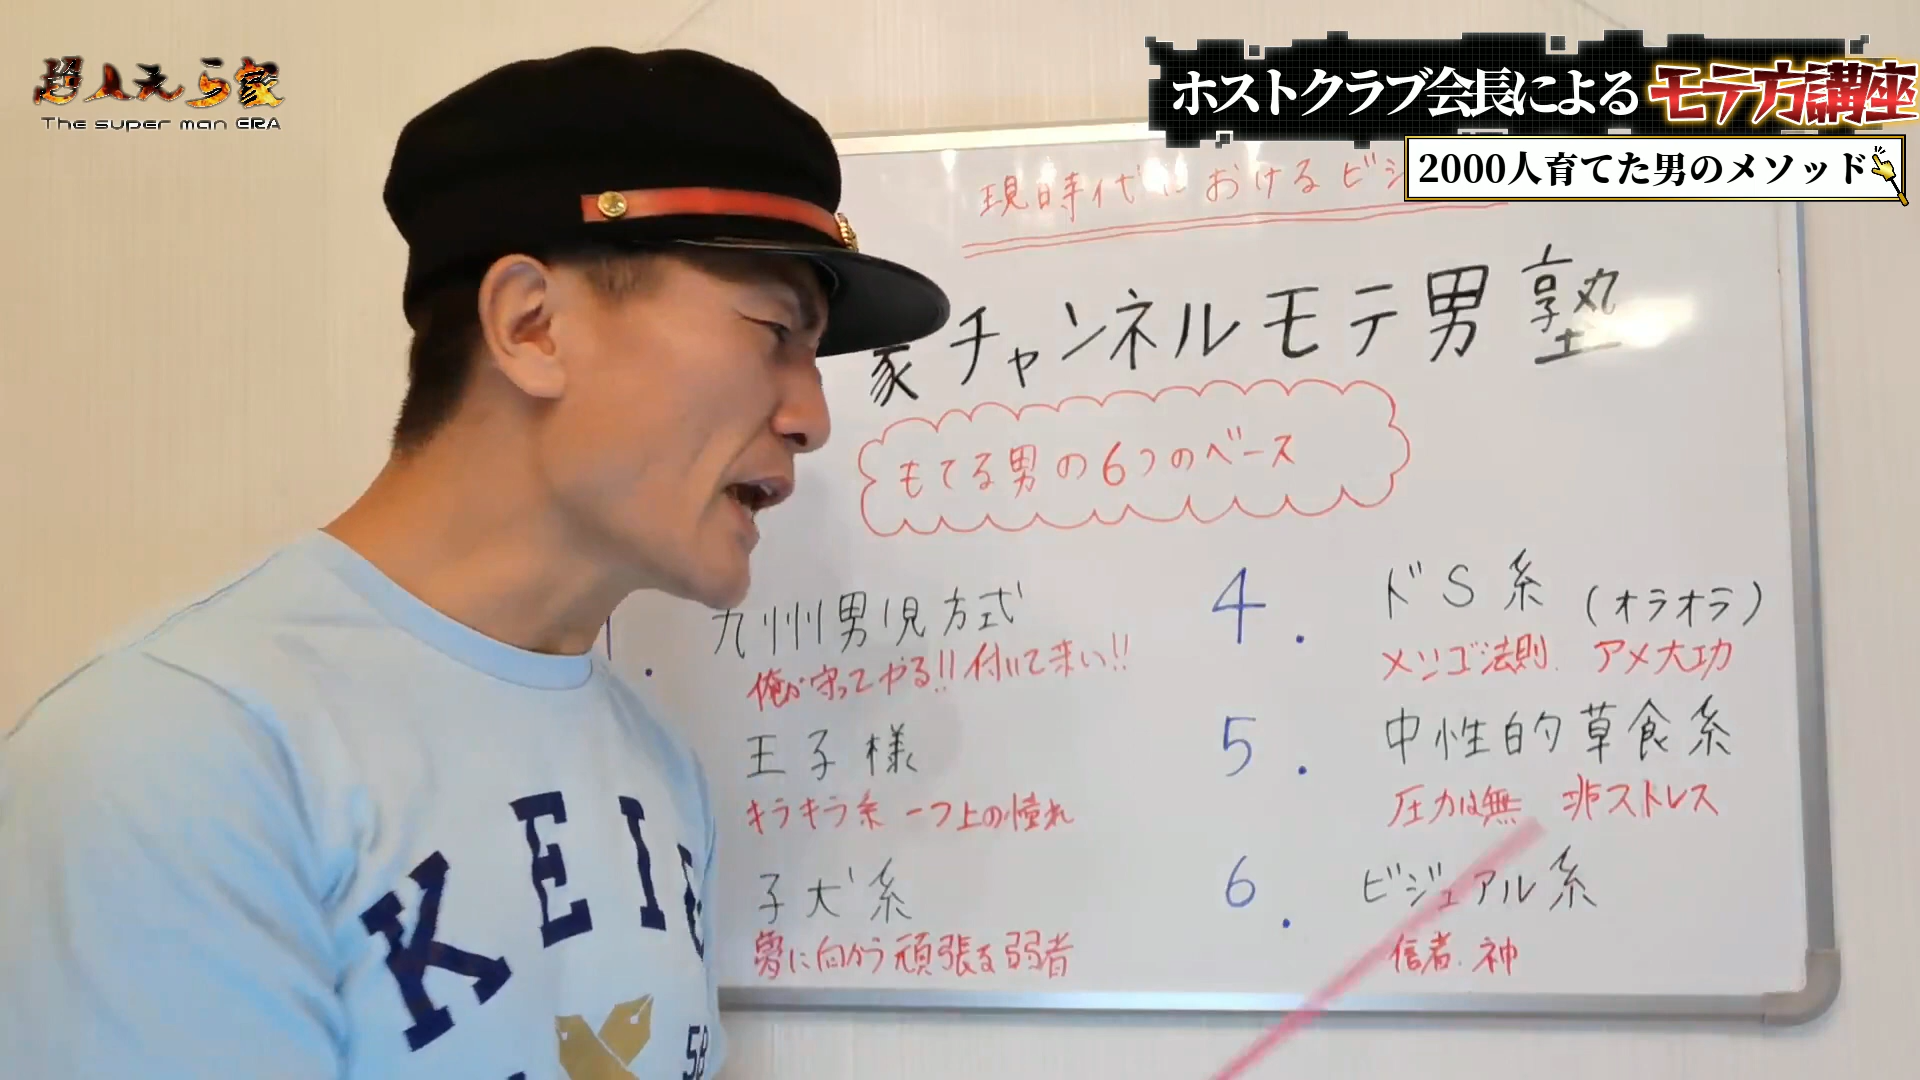 超人えら家
The super man ERA
ホストクラブ会長による モテ方講座
2000人育てた男のメソッド
現時代におけるビジ
家チャンネルモテ男塾
もてる男の6つのベース
1. 九州男児方式
俺が守ってやる!!付いて来い!!
王子様
キラキラ系 一つ上の憧れ
子犬系
夢に向かう頑張る弱者
4. ドS系 (オラオラ)
メンゴ法則. アメ大功
5. 中性的草食系
圧力は無 非ストレス
6. ビジュアル系
信者. 神
KEI
58